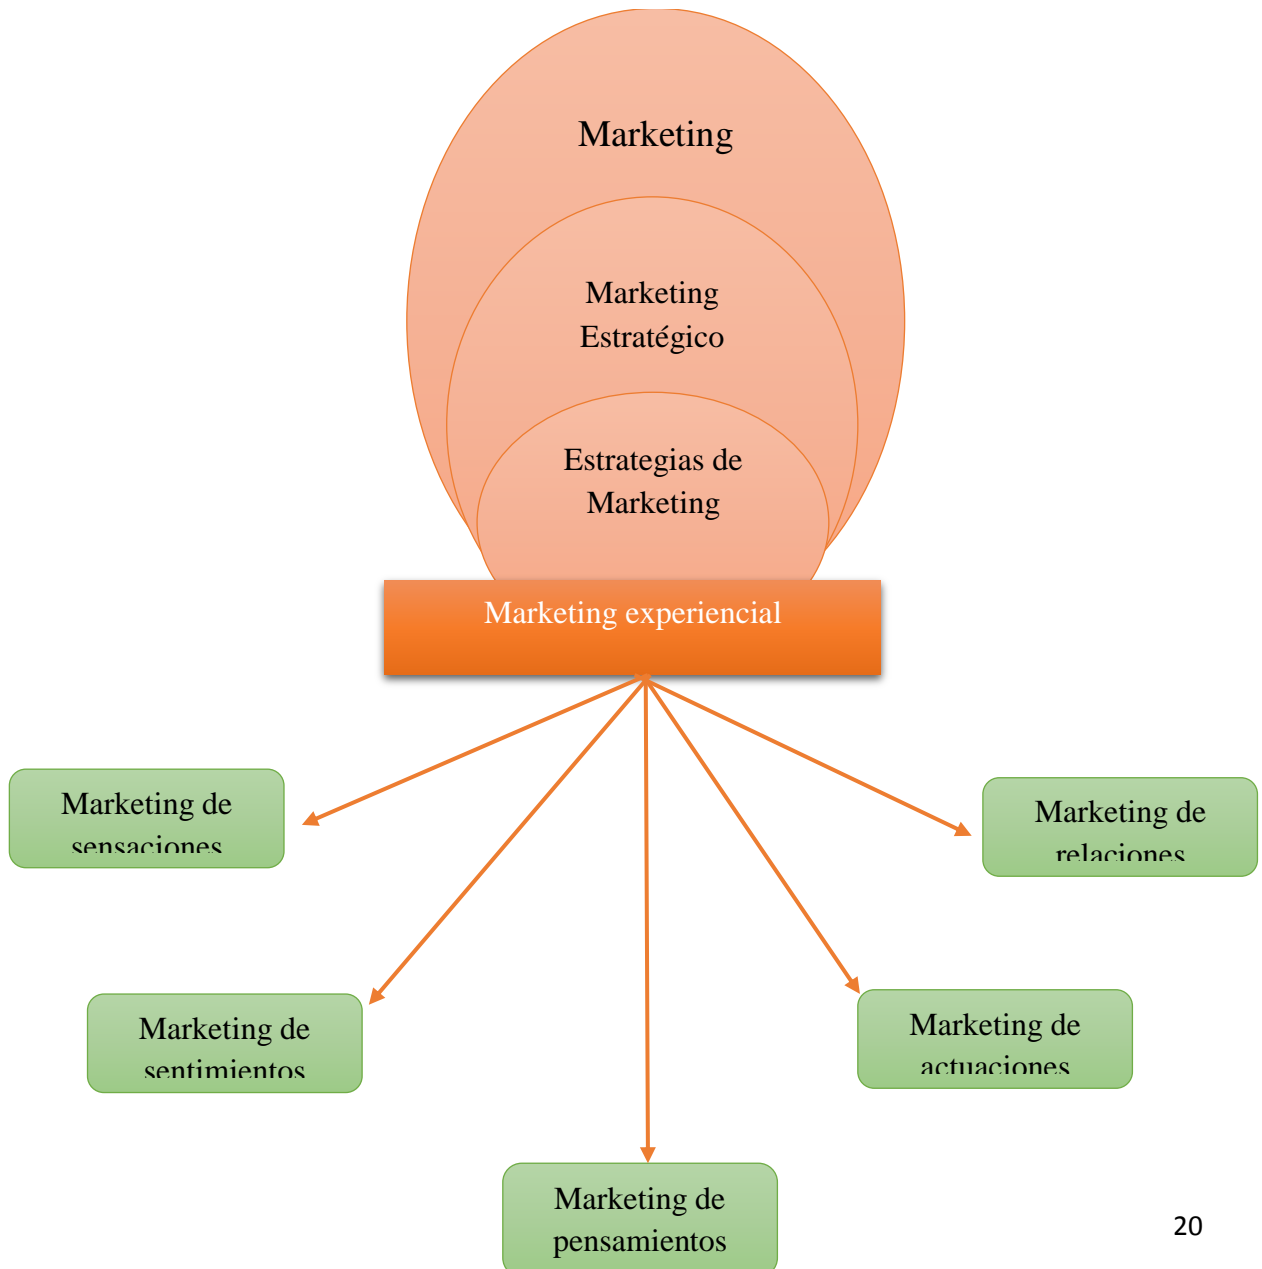 Marketing
Marketing
Estratégico
Estrategias de
Marketing
Marketing experiencial
Marketing de
sensaciones
Marketing de
relaciones
Marketing de
sentimientos
Marketing de
actuaciones
Marketing de
pensamientos
20